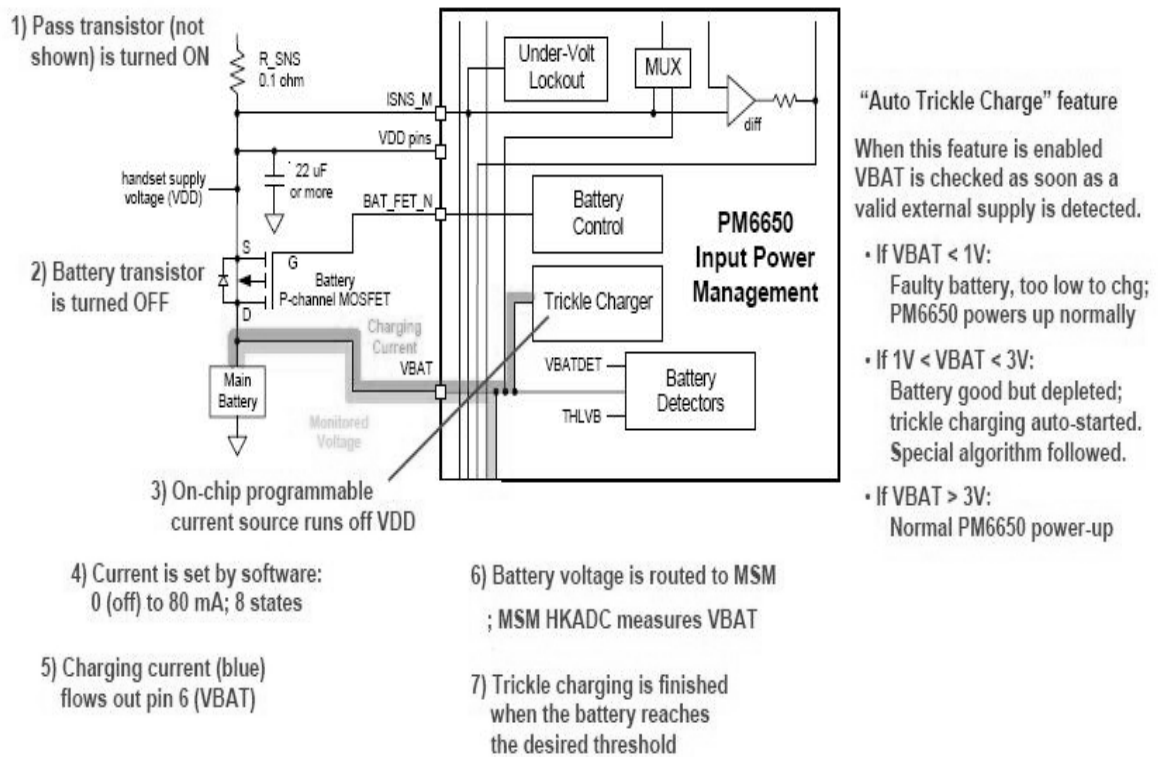 1) Pass transistor (not
shown) is turned ON
R_SNS
0.1 ohm
ISNS_M
VDD pins
handset supply
voltage (VDD)
22 uF
or more
BAT_FET_N
S
G
D
Battery
P-channel MOSFET
2) Battery transistor
is turned OFF
Charging
Current
VBAT
Main
Battery
Monitored
Voltage
Under-Volt
Lockout
MUX
diff
Battery
Control
PM6650
Input Power
Management
Trickle Charger
VBATDET
THLVB
Battery
Detectors
3) On-chip programmable
current source runs off VDD
4) Current is set by software:
0 (off) to 80 mA; 8 states
5) Charging current (blue)
flows out pin 6 (VBAT)
6) Battery voltage is routed to MSM
; MSM HKADC measures VBAT
7) Trickle charging is finished
when the battery reaches
the desired threshold
“Auto Trickle Charge” feature
When this feature is enabled
VBAT is checked as soon as a
valid external supply is detected.
• If VBAT < 1V:
Faulty battery, too low to chg;
PM6650 powers up normally
• If 1V < VBAT < 3V:
Battery good but depleted;
trickle charging auto-started.
Special algorithm followed.
• If VBAT > 3V:
Normal PM6650 power-up